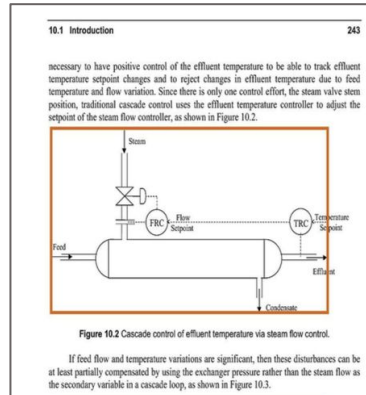 10.1 Introduction 243
necessary to have positive control of the effluent temperature to be able to track effluent
temperature setpoint changes and to reject changes in effluent temperature due to feed
temperature and flow variation. Since there is only one control effort, the steam valve stem
position, traditional cascade control uses the effluent temperature controller to adjust the
setpoint of the steam flow controller, as shown in Figure 10.2.
Steam
FRC Flow Setpoint
TRC Temperature Setpoint
Feed
Effluent
Condensate
Figure 10.2 Cascade control of effluent temperature via steam flow control.
If feed flow and temperature variations are significant, then these disturbances can be
at least partially compensated by using the exchanger pressure rather than the steam flow as
the secondary variable in a cascade loop, as shown in Figure 10.3.